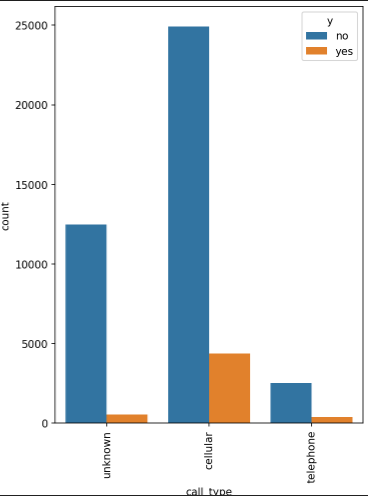 y
no
yes
25000
20000
15000
10000
5000
0
count
unknown
cellular
telephone
call_type